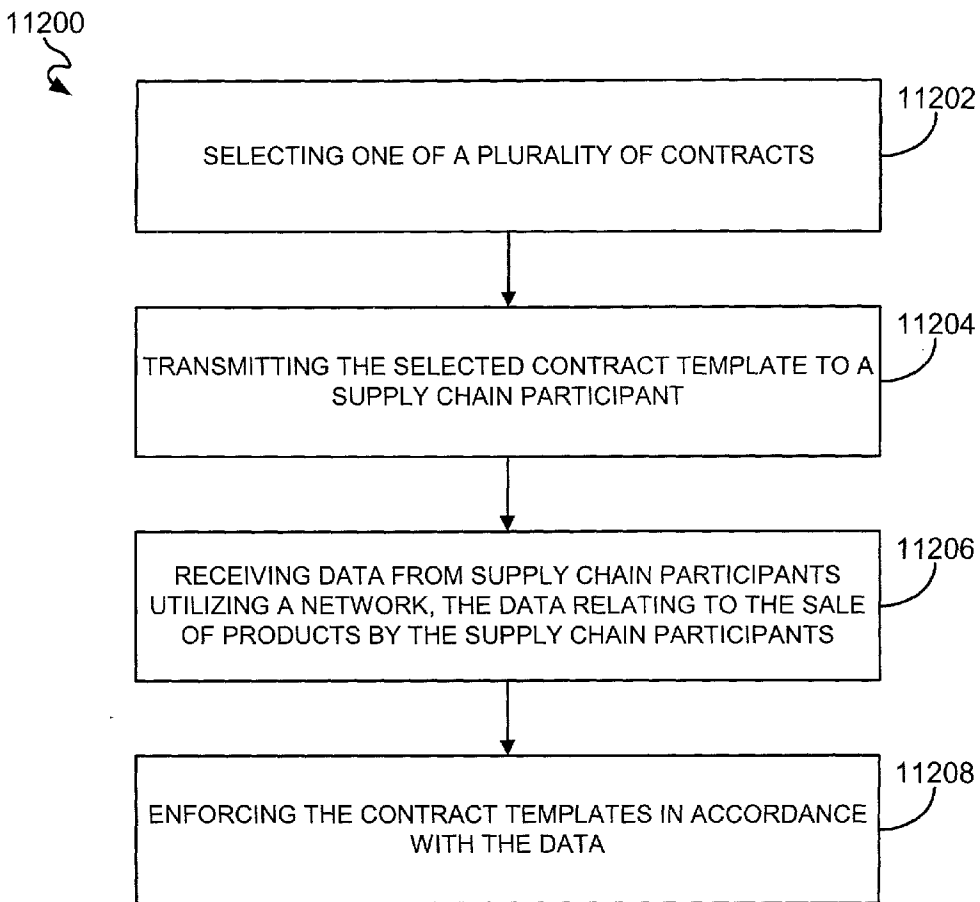 11200
11202
SELECTING ONE OF A PLURALITY OF CONTRACTS
11204
TRANSMITTING THE SELECTED CONTRACT TEMPLATE TO A
SUPPLY CHAIN PARTICIPANT
11206
RECEIVING DATA FROM SUPPLY CHAIN PARTICIPANTS
UTILIZING A NETWORK, THE DATA RELATING TO THE SALE
OF PRODUCTS BY THE SUPPLY CHAIN PARTICIPANTS
11208
ENFORCING THE CONTRACT TEMPLATES IN ACCORDANCE
WITH THE DATA